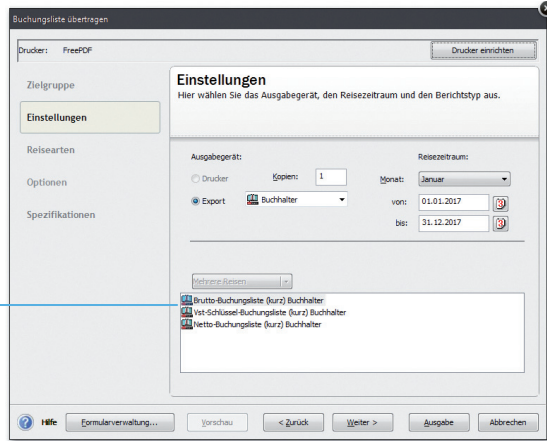 Buchungsliste übertragen
Drucker: FreePDF
Drucker einrichten
Zielgruppe
Einstellungen
Reisearten
Optionen
Spezifikationen
Einstellungen
Hier wählen Sie das Ausgabegerät, den Reisezeitraum und den Berichtstyp aus.
Ausgabegerät:
Reisezeitraum:
Drucker
Kopien: 1
Monat: Januar
Export
Buchhalter
von: 01.01.2017
bis: 31.12.2017
Mehrere Reisen
Brutto-Buchungsliste (kurz) Buchhalter
Vst-Schlüssel-Buchungsliste (kurz) Buchhalter
Netto-Buchungsliste (kurz) Buchhalter
Hilfe
Formularverwaltung...
Vorschau
< Zurück
Weiter >
Ausgabe
Abbrechen